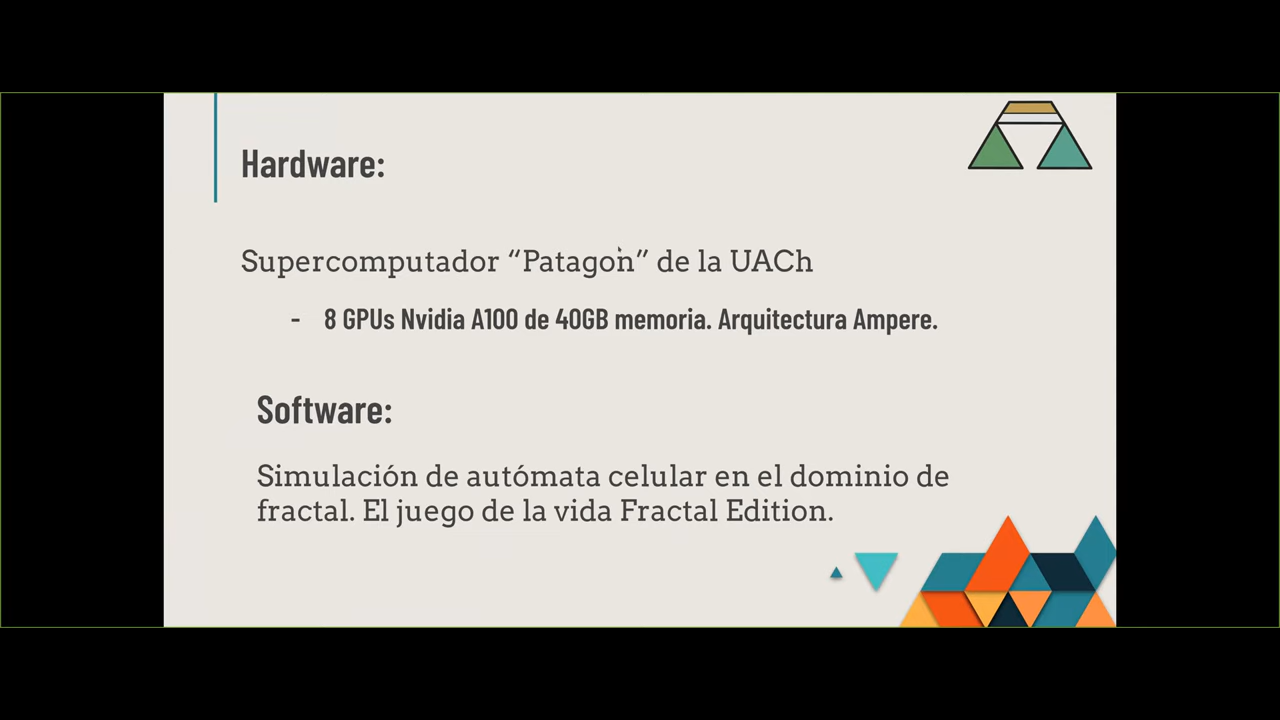 Hardware:
Supercomputador “Patagon” de la UACh
- 8 GPUs Nvidia A100 de 40GB memoria. Arquitectura Ampere.
Software:
Simulación de autómata celular en el dominio de
fractal. El juego de la vida Fractal Edition.